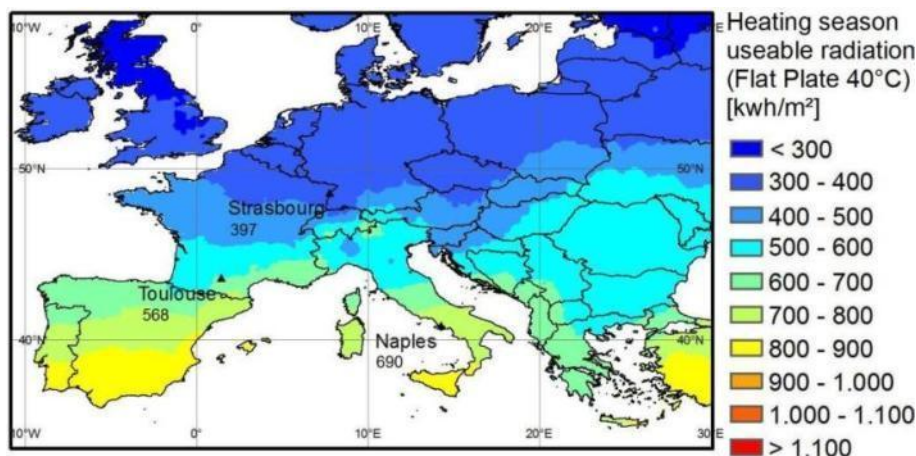 10°W 0° 10°E 20°E 30°E
Heating season
useable radiation
(Flat Plate 40°C)
[kwh/m²]
50°N 50°N
Strasbourg
397
Toulouse
568
40°N 40°N
Naples
690
10°W 0° 10°E 20°E 30°E
< 300
300 - 400
400 - 500
500 - 600
600 - 700
700 - 800
800 - 900
900 - 1.000
1.000 - 1.100
> 1.100